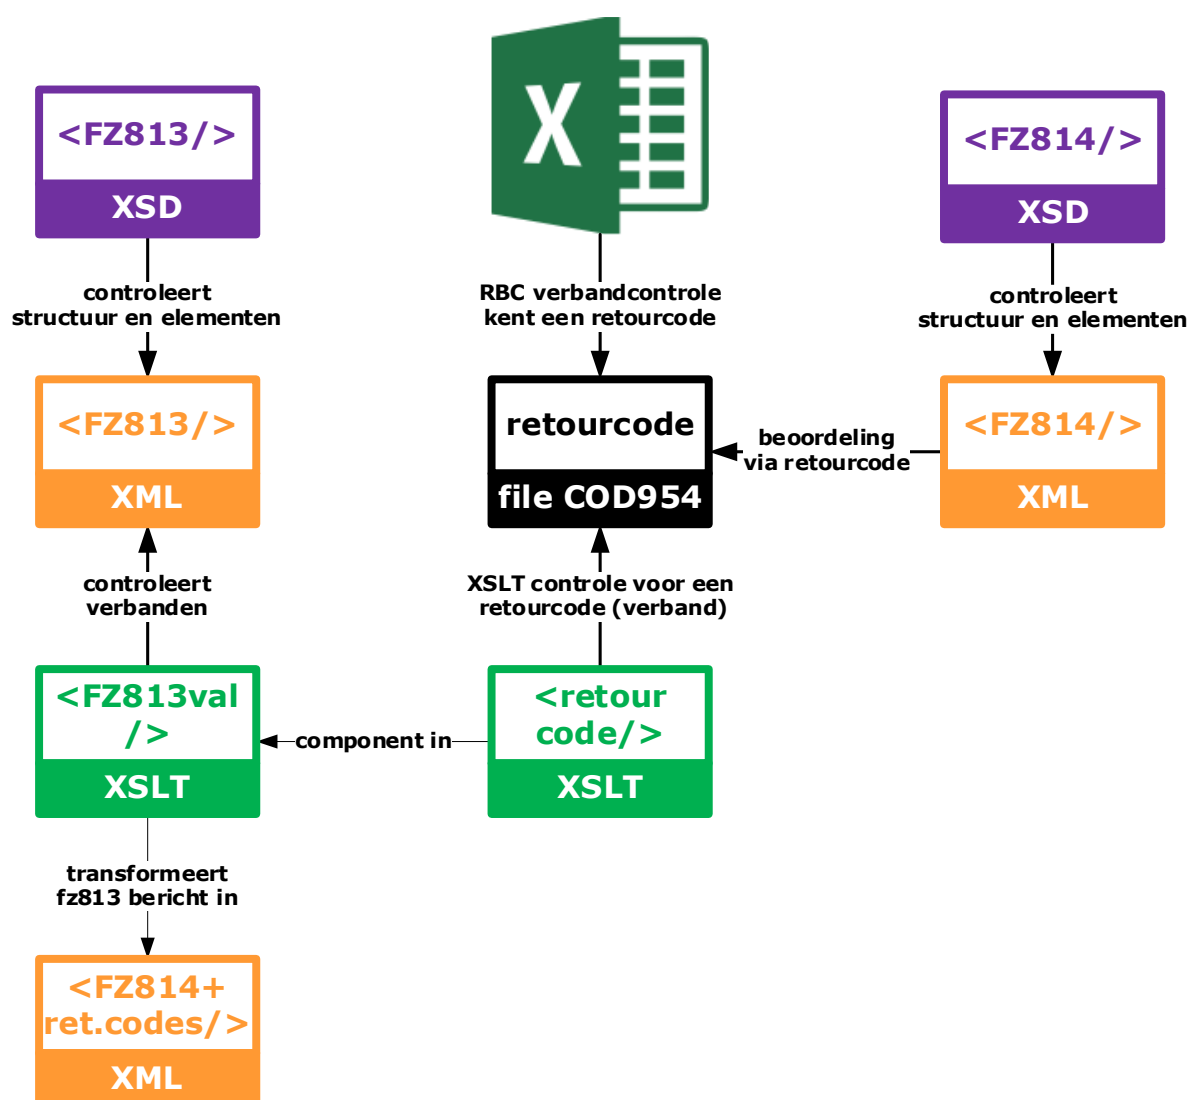 X
<FZ813/>
XSD
<FZ814/>
XSD
controleert
structuur en elementen
RBC verbandcontrole
kent een retourcode
controleert
structuur en elementen
<FZ813/>
XML
retourcode
file COD954
beoordeling
via retourcode
<FZ814/>
XML
controleert
verbanden
XSLT controle voor een
retourcode (verband)
<FZ813val
/>
XSLT
component in
<retour
code/>
XSLT
transformeert
fz813 bericht in
<FZ814+
ret.codes/>
XML